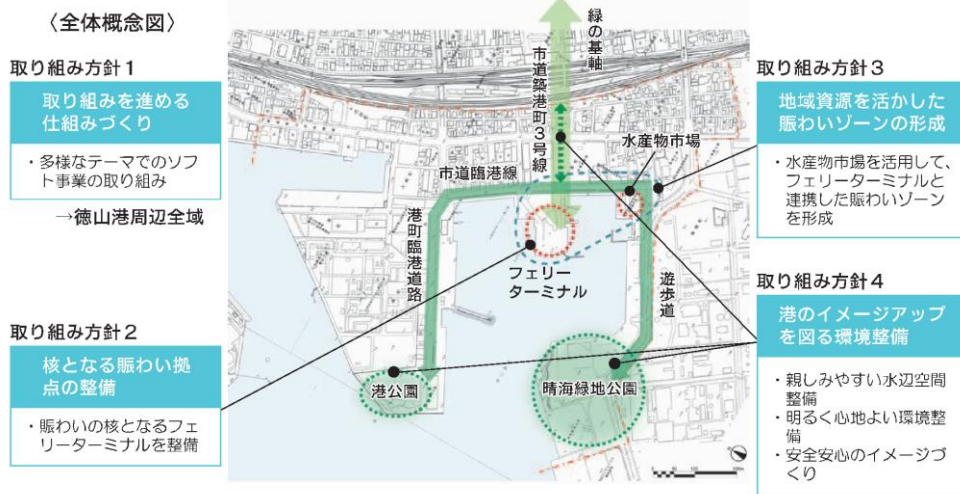 〈全体概念図〉
取り組み方針1
取り組みを進める
仕組みづくり
・多様なテーマでのソフ
ト事業の取り組み
→徳山港周辺全域
取り組み方針2
核となる賑わい拠
点の整備
・賑わいの核となるフェ
リーターミナルを整備
緑の基軸
市道築港町3号線
水産物市場
市道臨港線
港町臨港道路
フェリー
ターミナル
遊歩道
港公園
晴海緑地公園
取り組み方針3
地域資源を活かした
賑わいゾーンの形成
・水産物市場を活用して、
フェリーターミナルと
連携した賑わいゾーン
を形成
取り組み方針4
港のイメージアップ
を図る環境整備
・親しみやすい水辺空間
整備
・明るく心地よい環境整
備
・安全安心のイメージづ
くり